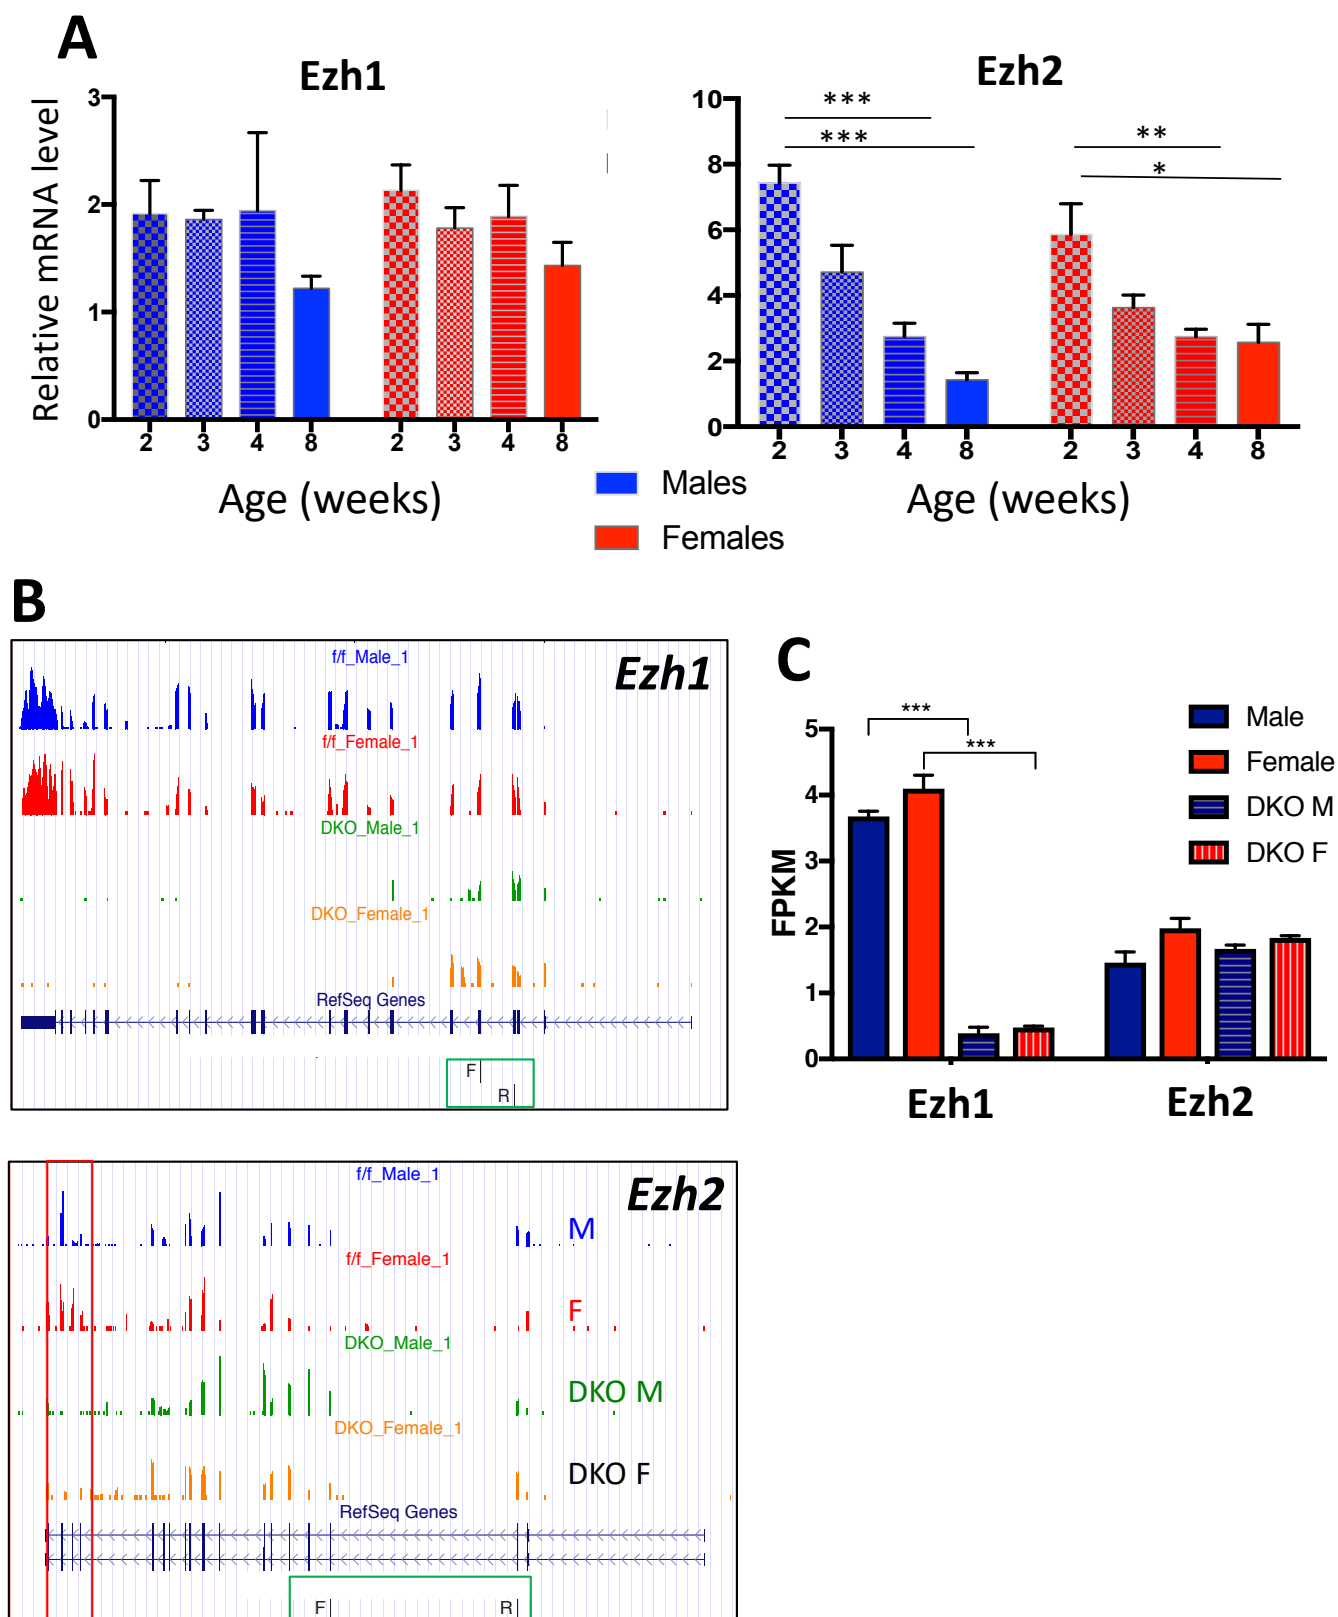 A
Ezh1
Relative mRNA level
3
2
1
0
2 3 4 8 2 3 4 8
Age (weeks)
Ezh2
10
8
6
4
2
0
***
***
**
*
2 3 4 8 2 3 4 8
Age (weeks)
Males
Females
B
Ezh1
f/f_Male_1
f/f_Female_1
DKO_Male_1
DKO_Female_1
RefSeq Genes
F
R
C
FPKM
5
4
3
2
1
0
***
***
Male
Female
DKO M
DKO F
Ezh1 Ezh2
Ezh2
f/f_Male_1
M
f/f_Female_1
F
DKO_Male_1
DKO M
DKO_Female_1
DKO F
RefSeq Genes
F
R